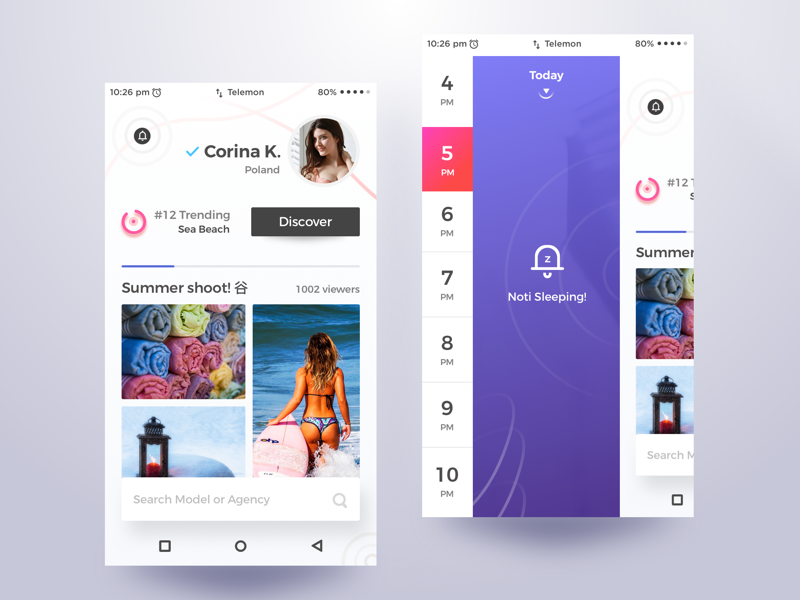 10:26 pm
Telemon
80%
Corina K.
Poland
#12 Trending
Sea Beach
Discover
Summer shoot! 谷
1002 viewers
Search Model or Agency
10:26 pm
Telemon
80%
4
PM
5
PM
6
PM
7
PM
8
PM
9
PM
10
PM
Today
z
Noti Sleeping!
#12
Summer
Search M